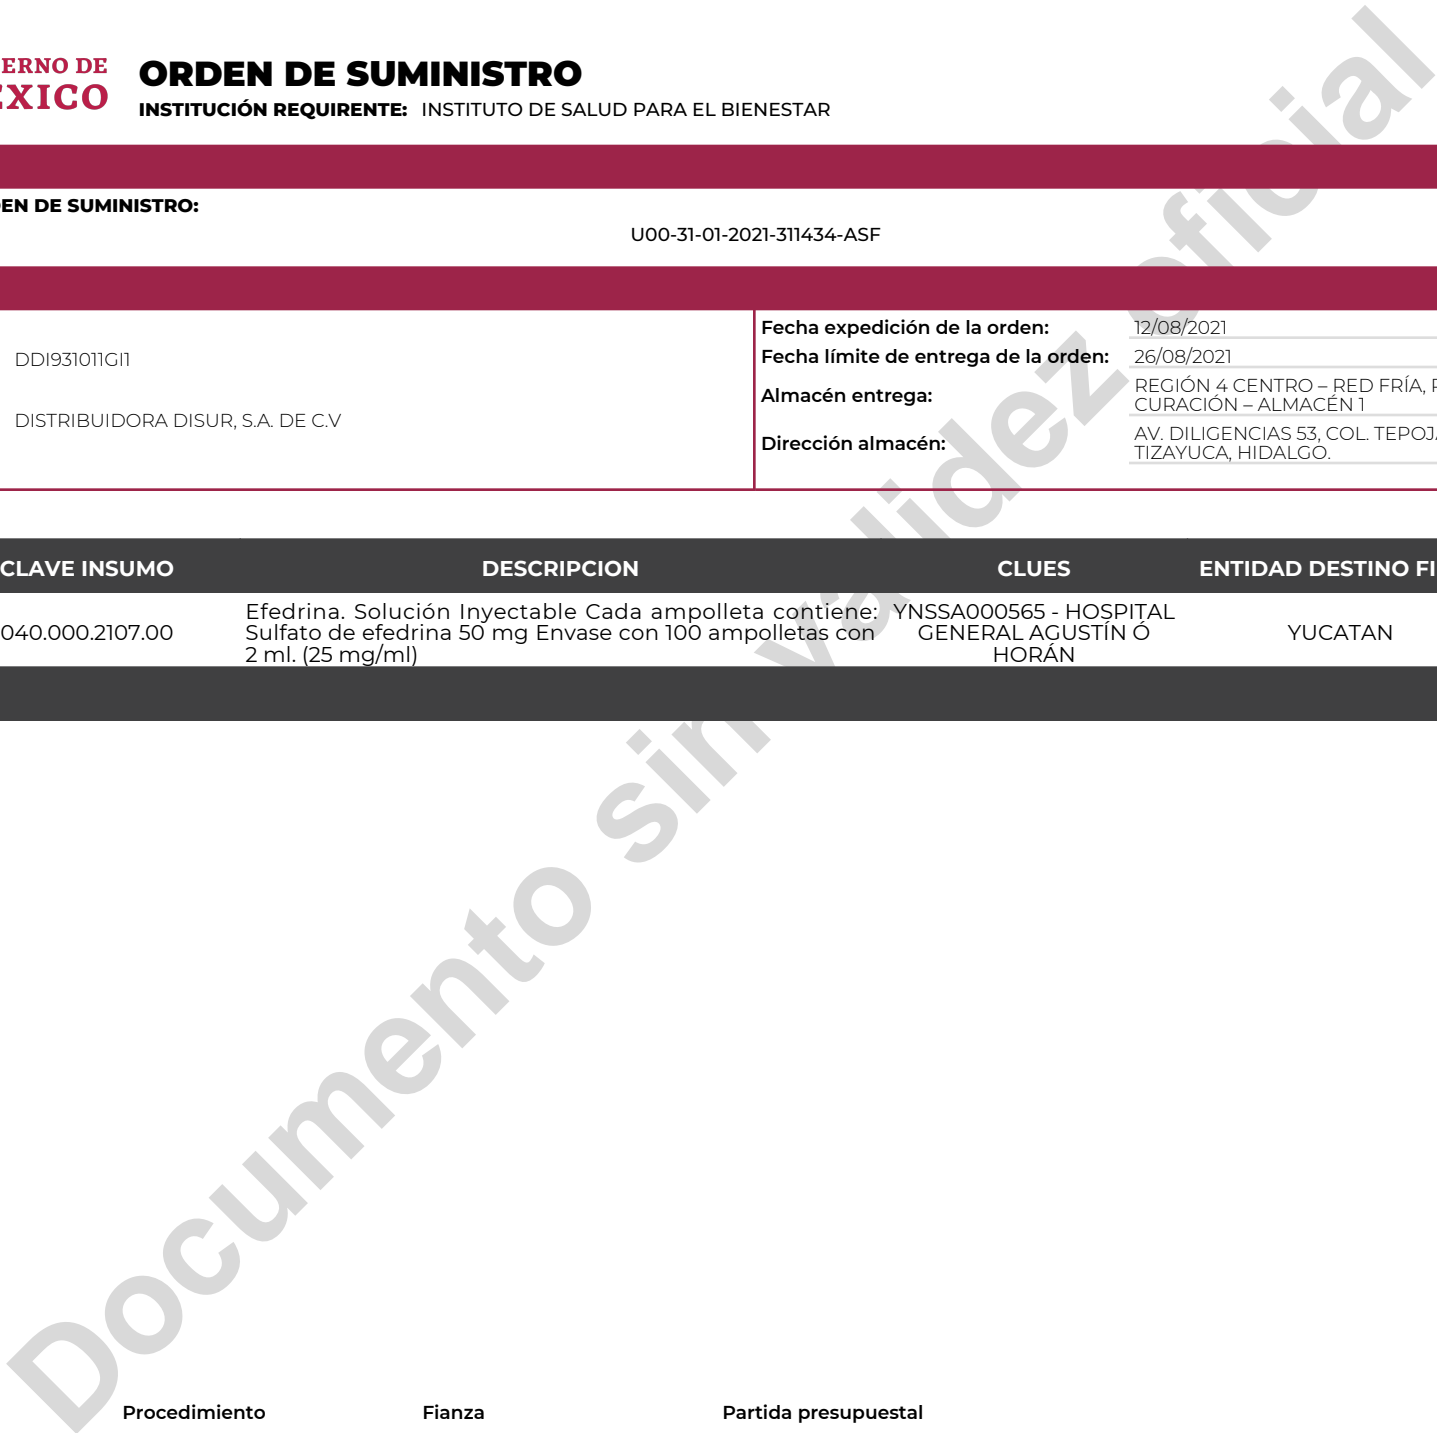 ERNO DE
ÉXICO
ORDEN DE SUMINISTRO
INSTITUCIÓN REQUIRENTE: INSTITUTO DE SALUD PARA EL BIENESTAR
EN DE SUMINISTRO:
U00-31-01-2021-311434-ASF
DDI931011GI1
DISTRIBUIDORA DISUR, S.A. DE C.V
Fecha expedición de la orden: 12/08/2021
Fecha límite de entrega de la orden: 26/08/2021
Almacén entrega: REGIÓN 4 CENTRO – RED FRÍA,
CURACIÓN – ALMACÉN 1
Dirección almacén: AV. DILIGENCIAS 53, COL. TEPOJA
TIZAYUCA, HIDALGO.
CLAVE INSUMO DESCRIPCION CLUES ENTIDAD DESTINO FI
040.000.2107.00
Efedrina. Solución Inyectable Cada ampolleta contiene:
Sulfato de efedrina 50 mg Envase con 100 ampolletas con
2 ml. (25 mg/ml)
YNSSA000565 - HOSPITAL
GENERAL AGUSTÍN Ó
HORÁN
YUCATAN
Documento sin validez oficial
Procedimiento Fianza Partida presupuestal